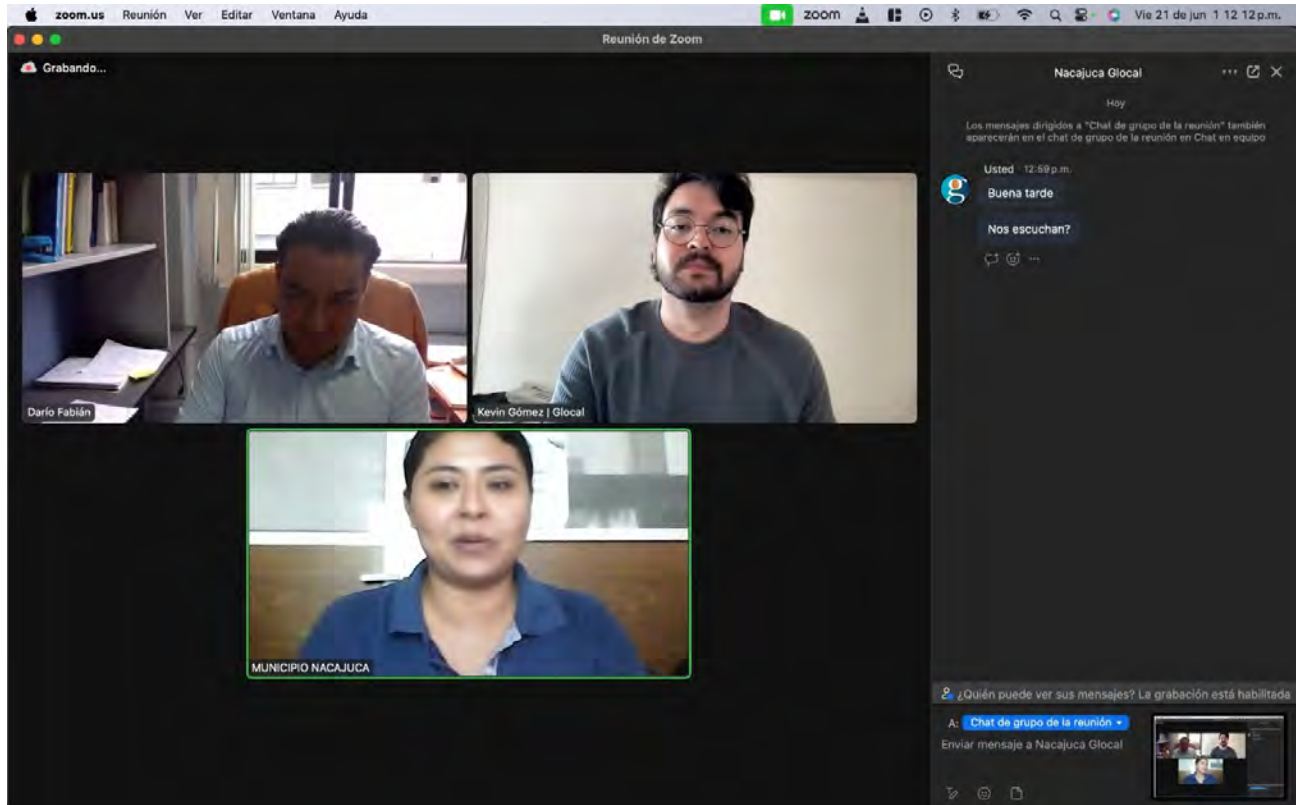 zoom.us Reunión Ver Editar Ventana Ayuda zoom Vie 21 de jun 1 12 12 p.m.
Reunión de Zoom
Grabando...
Darío Fabián
Kevin Gómez | Glocal
MUNICIPIO NACAJUCA
Nacajuca Glocal
Hoy
Los mensajes dirigidos a "Chat de grupo de la reunión" también
aparecerán en el chat de grupo de la reunión en Chat en equipo
Usted 12:59 p.m.
g
Buena tarde
Nos escuchan?
¿Quién puede ver sus mensajes? La grabación está habilitada
A: Chat de grupo de la reunión
Enviar mensaje a Nacajuca Glocal